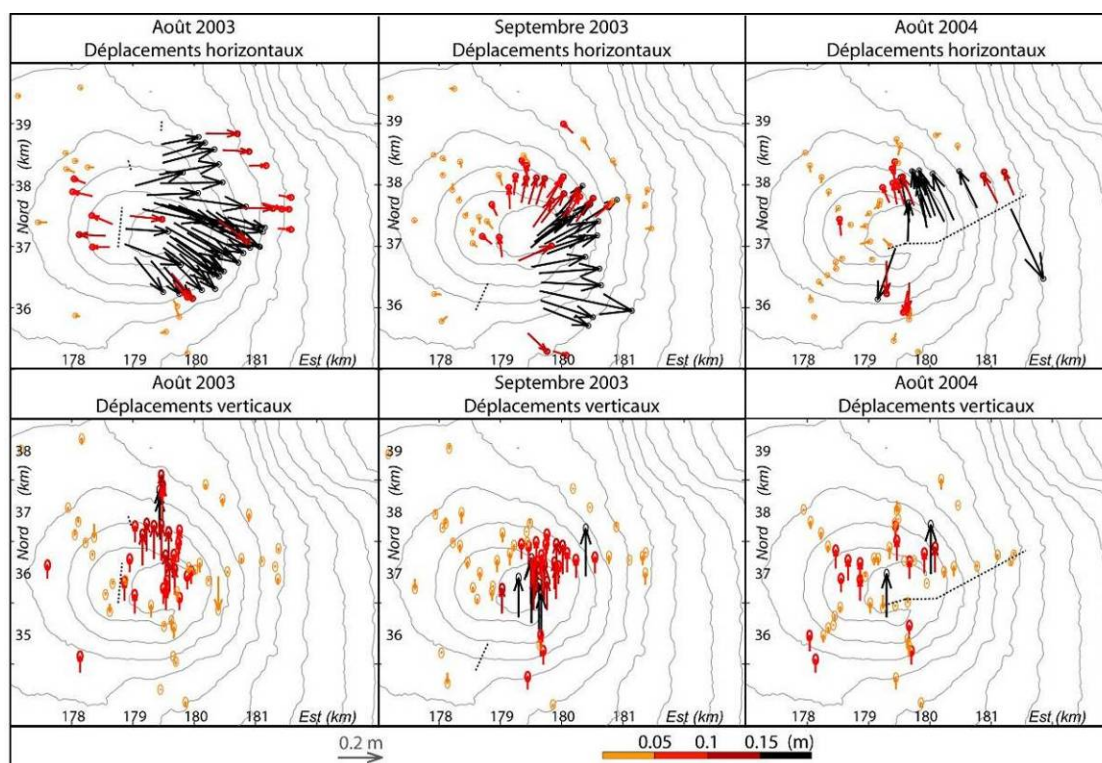 Août 2003
Déplacements horizontaux
Septembre 2003
Déplacements horizontaux
Août 2004
Déplacements horizontaux
39
(km)
38
Nord
37
36
178 179 180 181
Est (km)
39
(km)
38
Nord
37
36
178 179 180 181
Est (km)
39
(km)
38
Nord
37
36
178 179 180 181
Est (km)
Août 2003
Déplacements verticaux
Septembre 2003
Déplacements verticaux
Août 2004
Déplacements verticaux
38
(km)
37
Nord
36
35
178 179 180 181
Est (km)
39
(km)
38
Nord
37
36
178 179 180 181
Est (km)
39
(km)
38
Nord
37
36
178 179 180 181
Est (km)
0.2 m
0.05 0.1 0.15 (m)